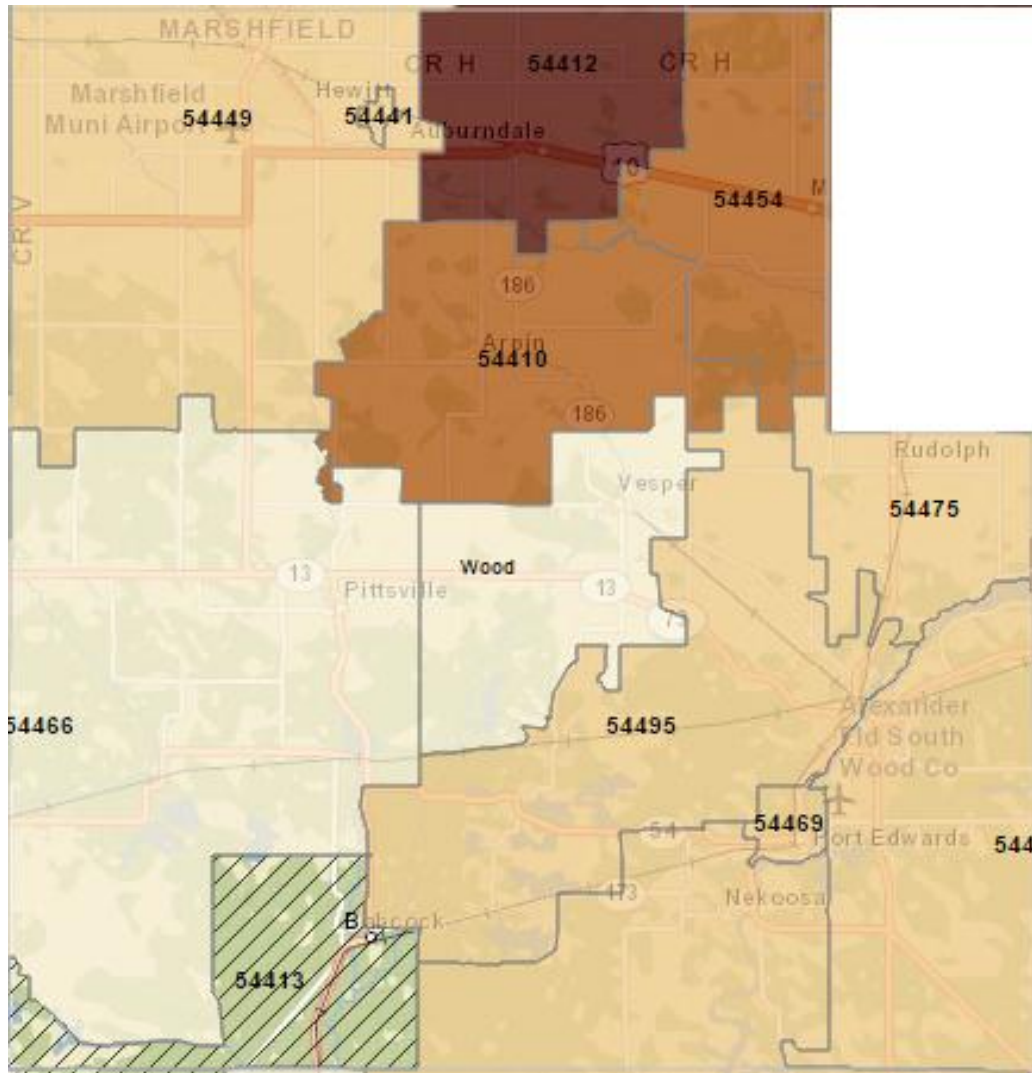 MARSHFIELD
CR H
54412
CR H
Marshfield
Muni Airport
54449
Hewitt
54441
Auburndale
10
54454
M
CR V
186
Arpin
54410
186
Rudolph
Vesper
54475
Wood
13
13
Pittsville
73
54466
54495
Alexander
Fld South
Wood Co
54469
54
Port Edwards
544
173
Nekoosa
Babcock
54413